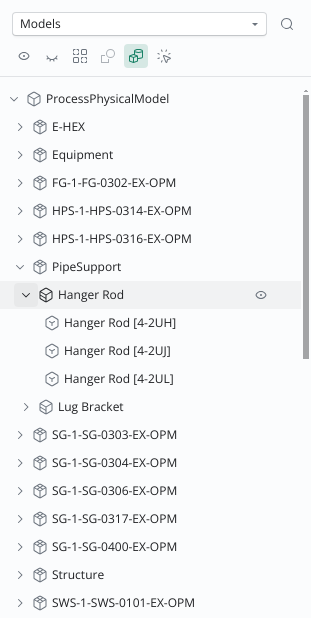 Models
ProcessPhysicalModel
E-HEX
Equipment
FG-1-FG-0302-EX-OPM
HPS-1-HPS-0314-EX-OPM
HPS-1-HPS-0316-EX-OPM
PipeSupport
Hanger Rod
Hanger Rod [4-2UH]
Hanger Rod [4-2UJ]
Hanger Rod [4-2UL]
Lug Bracket
SG-1-SG-0303-EX-OPM
SG-1-SG-0304-EX-OPM
SG-1-SG-0306-EX-OPM
SG-1-SG-0317-EX-OPM
SG-1-SG-0400-EX-OPM
Structure
SWS-1-SWS-0101-EX-OPM